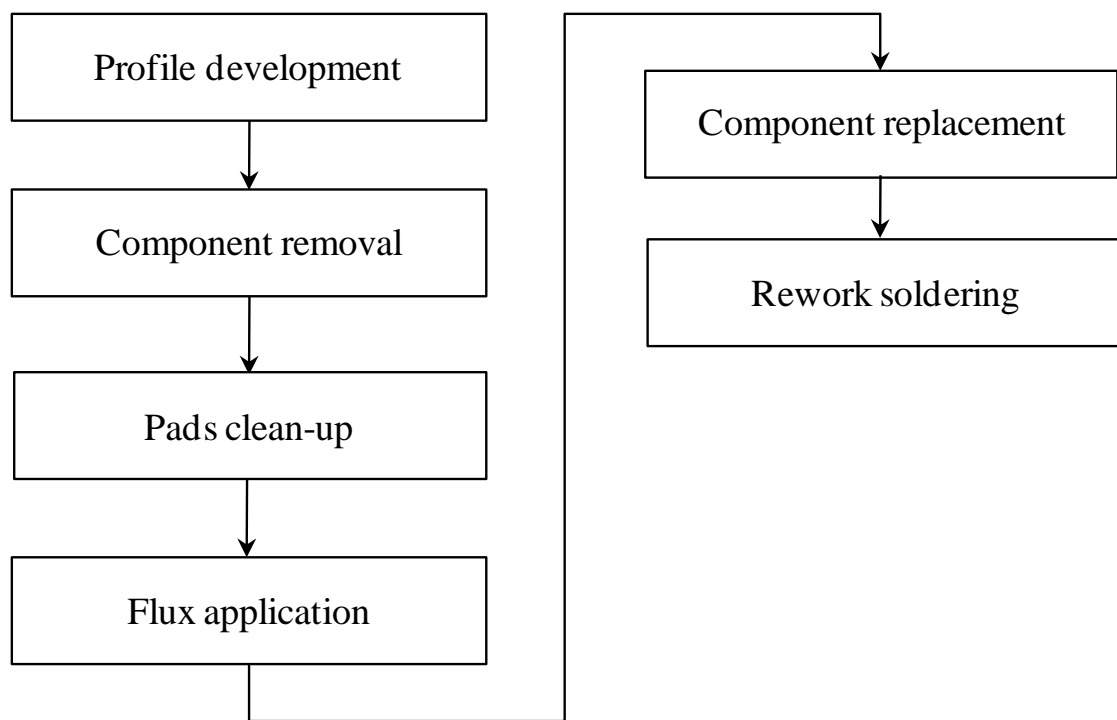 Profile development
Component removal
Pads clean-up
Flux application
Component replacement
Rework soldering